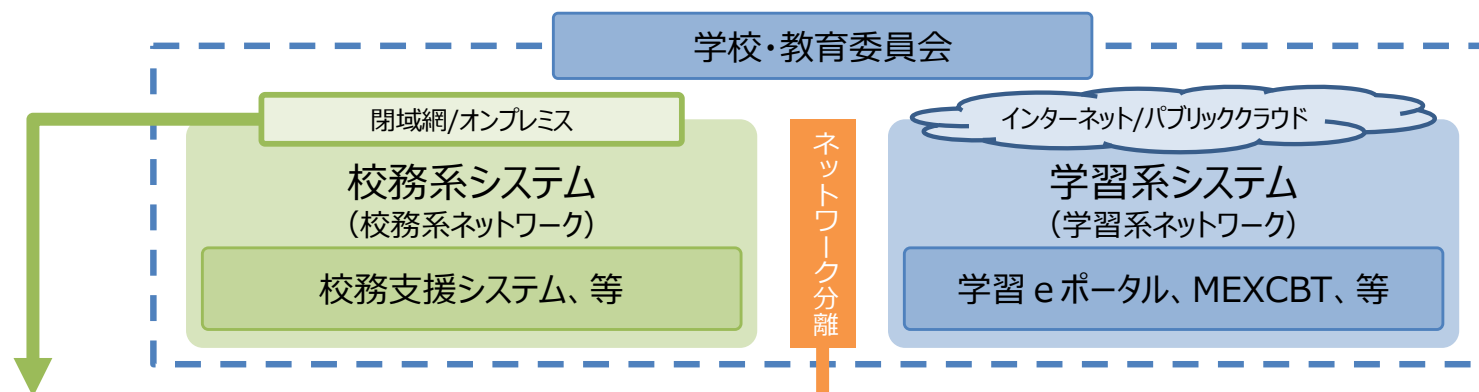 学校・教育委員会
閉域網/オンプレミス
校務系システム
（校務系ネットワーク）
校務支援システム、等
ネットワーク分離
インターネット/パブリッククラウド
学習系システム
（学習系ネットワーク）
学習eポータル、MEXCBT、等